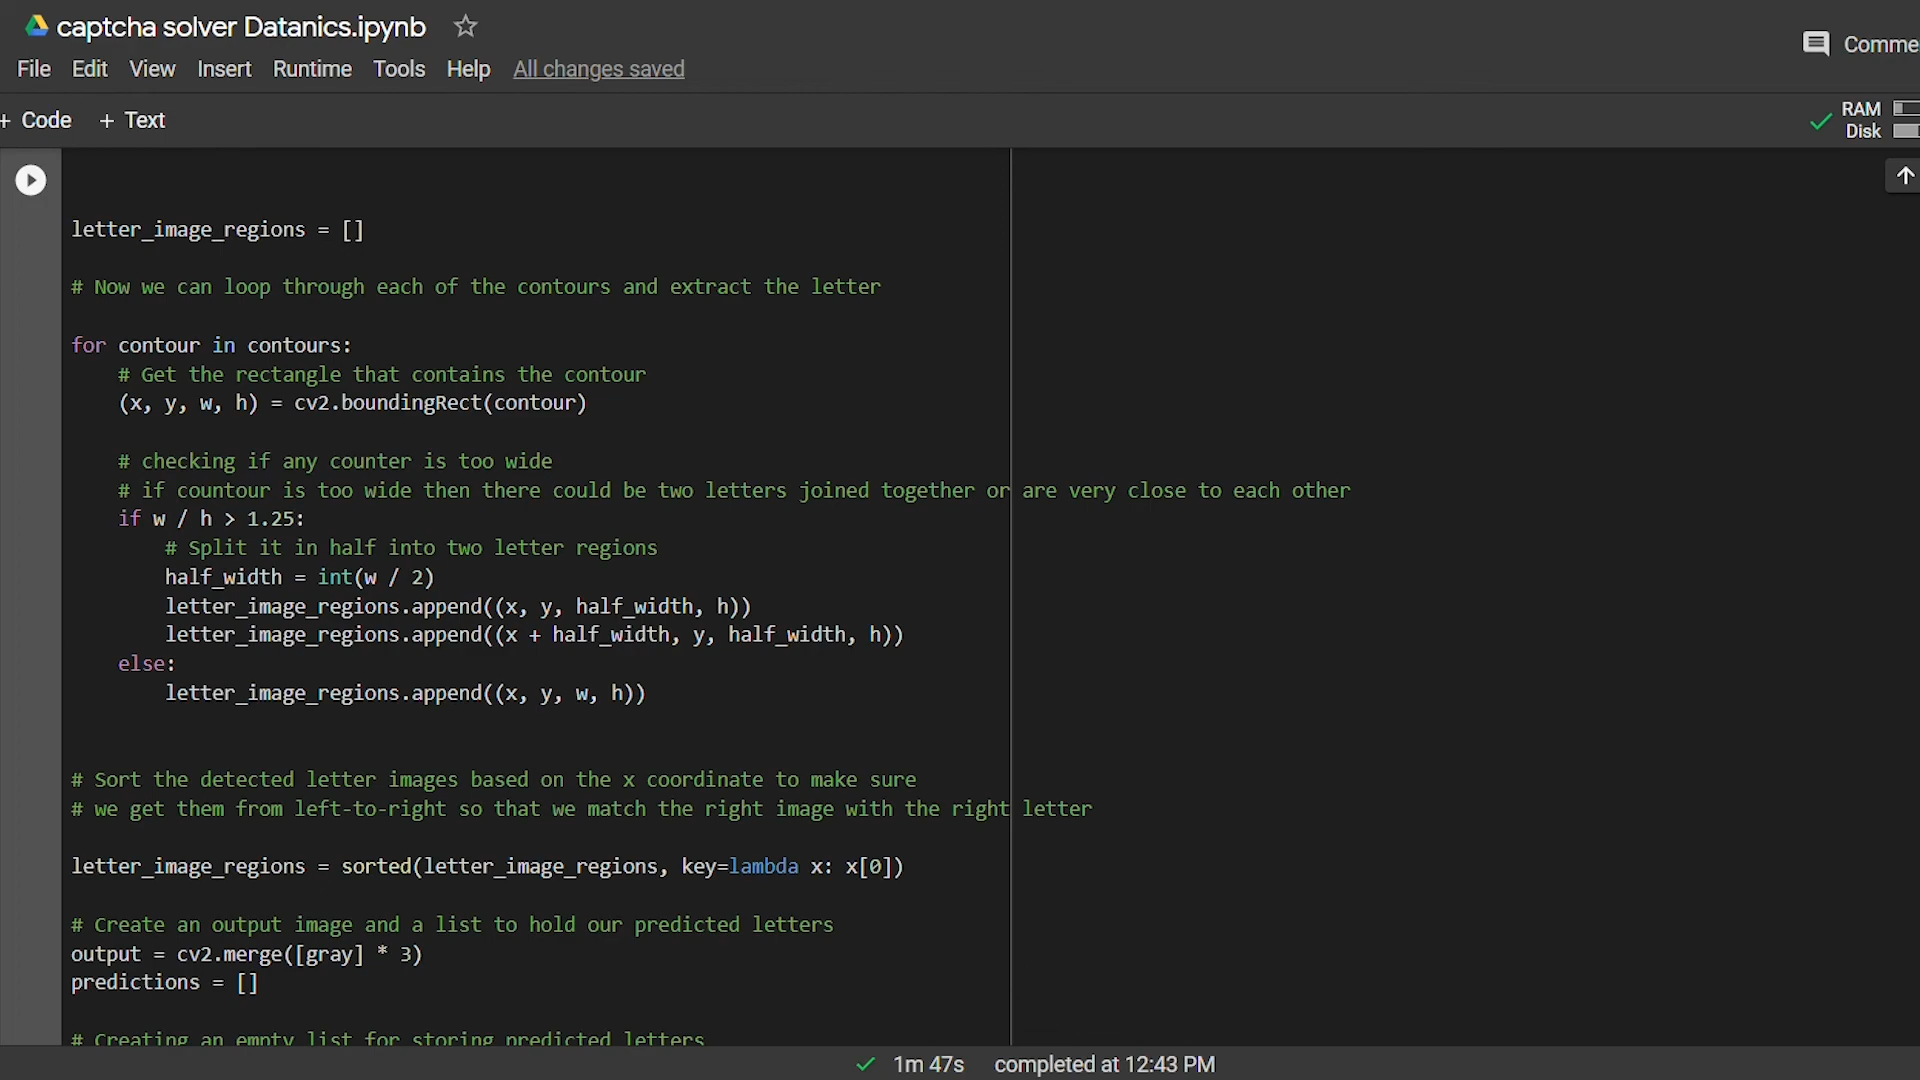 captcha solver Datanics.ipynb
File Edit View Insert Runtime Tools Help All changes saved
Comme
+ Code + Text
RAM
Disk
letter_image_regions = []
# Now we can loop through each of the contours and extract the letter
for contour in contours:
# Get the rectangle that contains the contour
(x, y, w, h) = cv2.boundingRect(contour)
# checking if any counter is too wide
# if countour is too wide then there could be two letters joined together or are very close to each other
if w / h > 1.25:
# Split it in half into two letter regions
half_width = int(w / 2)
letter_image_regions.append((x, y, half_width, h))
letter_image_regions.append((x + half_width, y, half_width, h))
else:
letter_image_regions.append((x, y, w, h))
# Sort the detected letter images based on the x coordinate to make sure
# we get them from left-to-right so that we match the right image with the right letter
letter_image_regions = sorted(letter_image_regions, key=lambda x: x[0])
# Create an output image and a list to hold our predicted letters
output = cv2.merge([gray] * 3)
predictions = []
# Creating an empty list for storing predicted letters
1m 47s completed at 12:43 PM